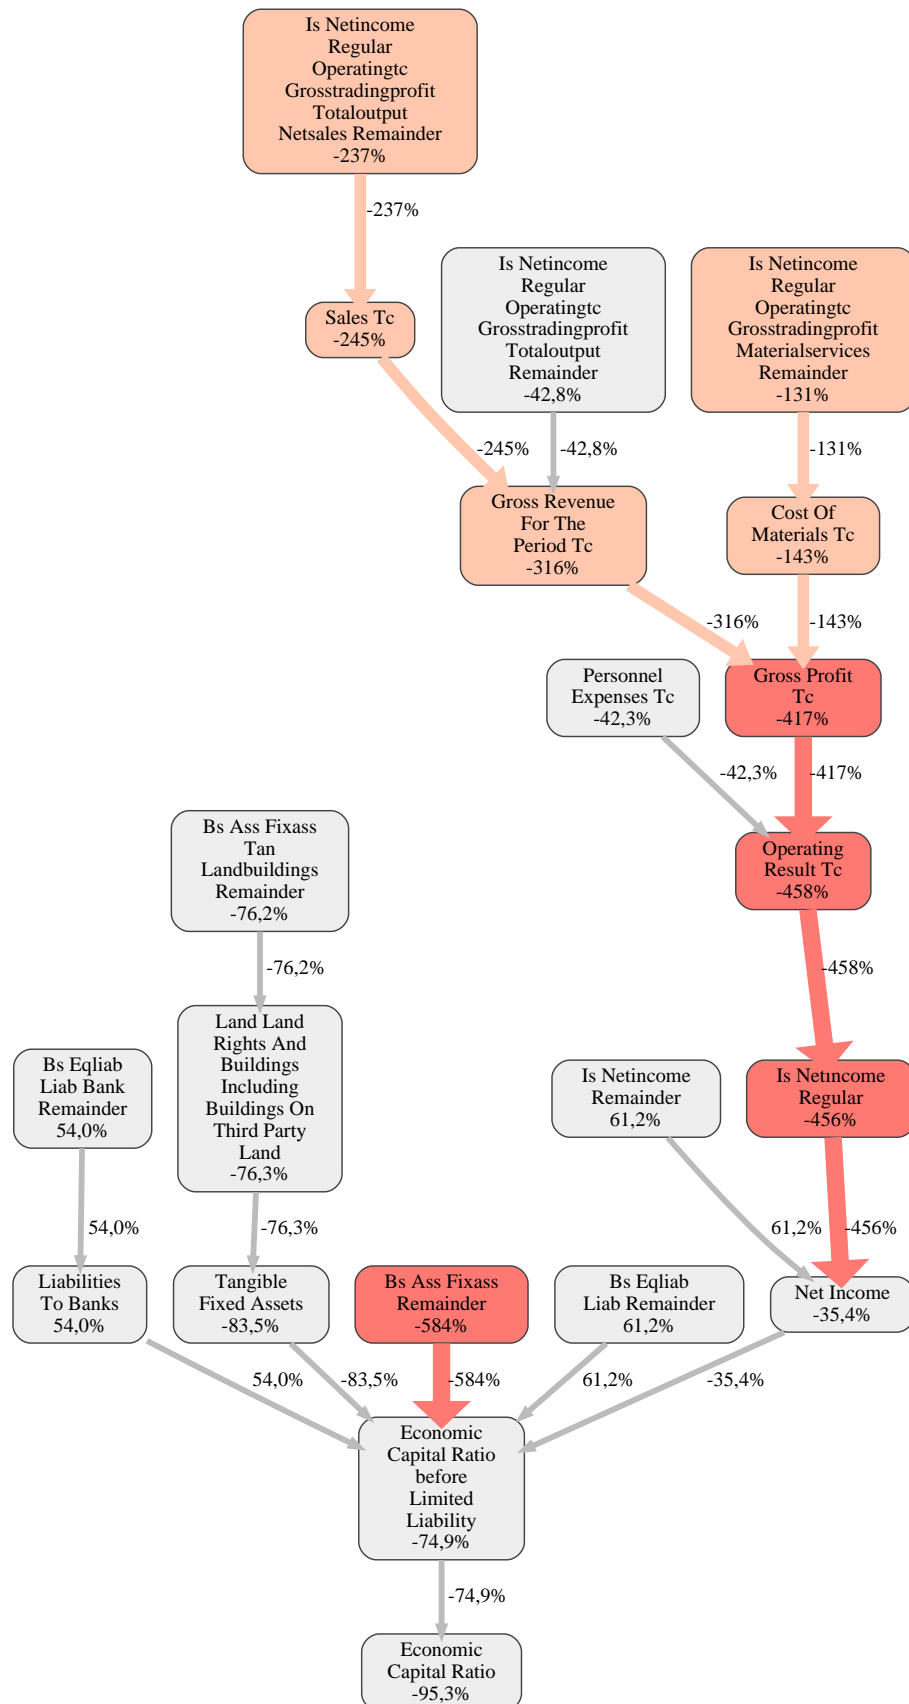 Is Netincome
Regular
Operatingtc
Grosstradingprofit
Totaloutput
Netsales Remainder
-237%
-237%
Sales Tc
-245%
Is Netincome
Regular
Operatingtc
Grosstradingprofit
Totaloutput
Remainder
-42,8%
Is Netincome
Regular
Operatingtc
Grosstradingprofit
Materialservices
Remainder
-131%
-245%
-42,8%
-131%
Gross Revenue
For The
Period Tc
-316%
Cost Of
Materials Tc
-143%
-316%
-143%
Personnel
Expenses Tc
-42,3%
Gross Profit
Tc
-417%
-42,3%
-417%
Bs Ass Fixass
Tan
Landbuildings
Remainder
-76,2%
Operating
Result Tc
-458%
-76,2%
-458%
Bs Eqliab
Liab Bank
Remainder
54,0%
Land Land
Rights And
Buildings
Including
Buildings On
Third Party
Land
-76,3%
Is Netincome
Remainder
61,2%
Is Netincome
Regular
-456%
54,0%
-76,3%
61,2%
-456%
Liabilities
To Banks
54,0%
Tangible
Fixed Assets
-83,5%
Bs Ass Fixass
Remainder
-584%
Bs Eqliab
Liab Remainder
61,2%
Net Income
-35,4%
54,0%
-83,5%
-584%
61,2%
-35,4%
Economic
Capital Ratio
before
Limited
Liability
-74,9%
-74,9%
Economic
Capital Ratio
-95,3%